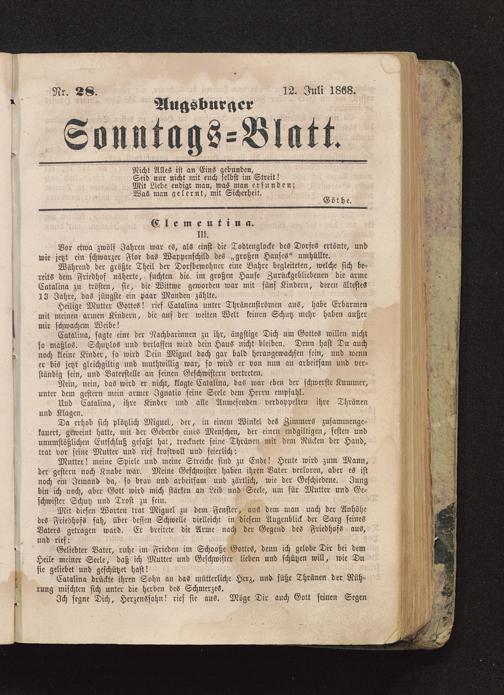 Nr. 28.
12. Juli 1868.
Augsburger
Sonntags=Blatt.
Nicht Alles ist an Eins gebunden,
Seid nur nicht mit euch selbst im Streit!
Mit Liebe endigt man, was man erfunden;
Was man gelernt, mit Sicherheit.
Göthe.
Clementina.
III.
Vor etwa zwölf Jahren war es, als einst die Todtenglocke des Dorfes ertönte, und
wie jetzt ein schwarzer Flor das Wappenschild des „großen Hauses“ umhüllte.
Während der größte Theil der Dorfbewohner eine Bahre begleiteten, welche sich be-
reits dem Friedhof näherte, suchten die im großen Hause Zurückgebliebenen die arme
Catalina zu trösten, sie, die Wittwe geworden war mit fünf Kindern, deren ältestes
13 Jahre, das jüngste ein paar Monden zählte.
Heilige Mutter Gottes! rief Catalina unter Thränenströmen aus, habe Erbarmen
mit meinen armen Kindern, die auf der weiten Welt keinen Schutz mehr haben außer
mir schwachem Weibe!
Catalina, sagte eine der Nachbarinnen zu ihr, ängstige Dich um Gottes willen nicht
so maßlos. Schutzlos und verlassen wird dein Haus nicht bleiben. Denn hast Du auch
noch kleine Kinder, so wird Dein Miguel doch gar bald herangewachsen sein, und wenn
er bis jetzt gleichgiltig und muthwillig war, so wird er von nun an arbeitsam und ver-
ständig sein, und Vaterstelle an seinen Geschwistern vertreten.
Nein, nein, das wird er nicht, klagte Catalina, das war eben der schwerste Kummer,
unter dem gestern mein armer Ignatio seine Seele dem Herrn empfahl.
Und Catalina, ihre Kinder und alle Anwesenden verdoppelten ihre Thränen
und Klagen.
Da erhob sich plötzlich Miguel, der, in einem Winkel des Zimmers zusammenge-
kauert, geweint hatte, mit der Geberde eines Menschen, der einen endgiltigen, festen und
unumstößlichen Entschluß gefaßt hat, trocknete seine Thränen mit dem Rücken der Hand,
trat vor seine Mutter und rief kraftvoll und feierlich:
Mutter! meine Spiele und meine Streiche sind zu Ende! Heute wird zum Mann,
der gestern noch Knabe war. Meine Geschwister haben ihren Vater verloren, aber es ist
noch ein Jemand da, so brav und arbeitsam und zärtlich, wie der Geschiedene. Jung
bin ich noch, aber Gott wird mich stärken an Leib und Seele, um für Mutter und Ge-
schwister Schutz und Trost zu sein.
Mit diesen Worten trat Miguel zu dem Fenster, aus dem man nach der Anhöhe
des Friedhofs sah, über dessen Schwelle vielleicht in diesem Augenblick der Sarg seines
Vaters getragen ward. Er breitete die Arme nach der Gegend des Friedhofs aus,
und rief:
Geliebter Vater, ruhe im Frieden im Schooße Gottes, denn ich gelobe Dir bei dem
Heile meiner Seele, daß ich Mutter und Geschwister lieben und schützen will, wie Du
sie geliebt und geschützet hast!
Catalina drückte ihren Sohn an das mütterliche Herz, und süße Thränen der Rüh-
rung mischten sich unter die herben des Schmerzes.
Ich segne Dich, Herzenssohn! rief sie aus. Möge Dir auch Gott seinen Segen